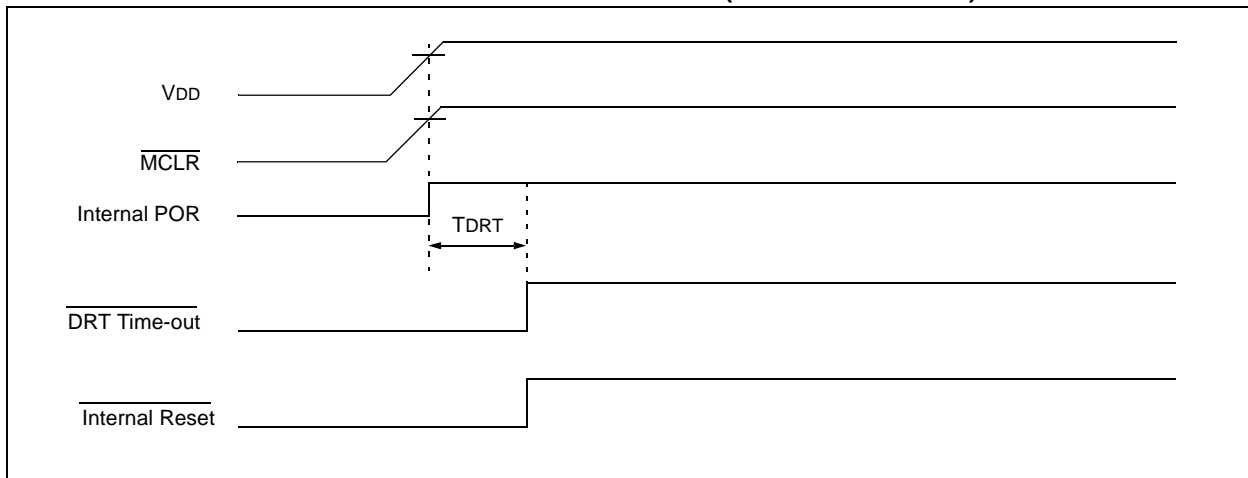 VDD
MCLR
Internal POR
TDRT
DRT Time-out
Internal Reset